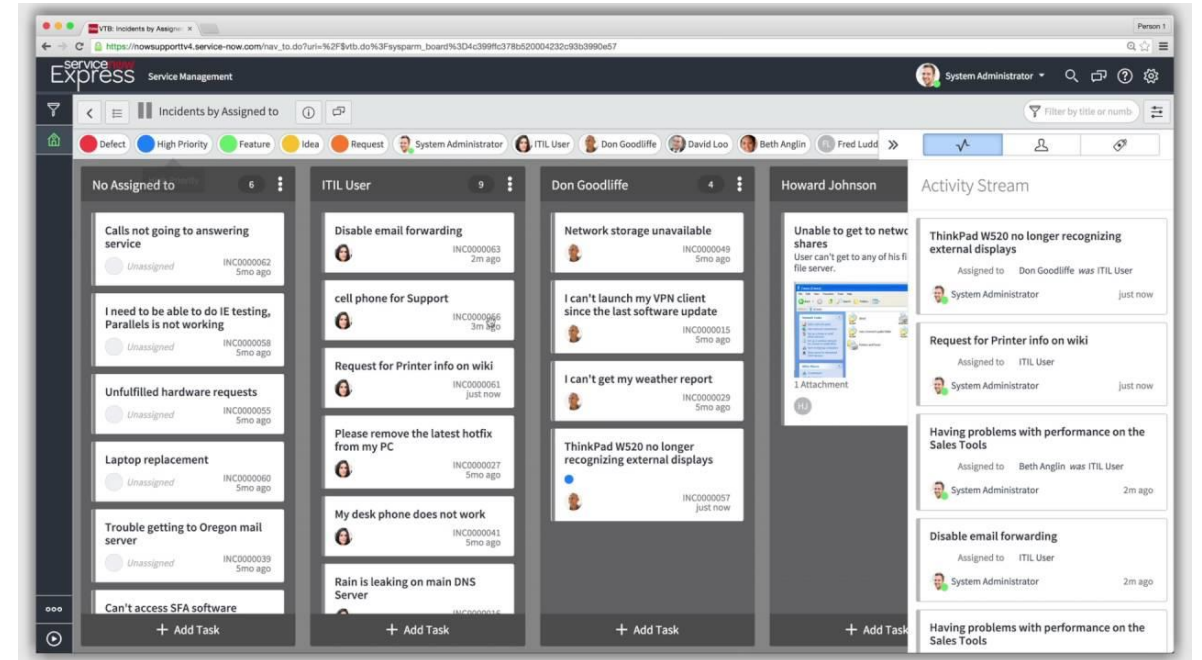 VTB: Incidents by Assigne
Person 1
https://nowsupporttv4.service-now.com/nav_to.do?uri=%2F$vtb.do%3Fsysparm_board%3D4c399ffc378b520004232c93b3990e57
servicenow
Express
Service Management
System Administrator
Incidents by Assigned to
Filter by title or numb
Defect
High Priority
Feature
Idea
Request
System Administrator
ITIL User
Don Goodliffe
David Loo
Beth Anglin
FL
Fred Ludd
No Assigned to
6
Calls not going to answering
service
Unassigned
INC0000062
5mo ago
I need to be able to do IE testing,
Parallels is not working
Unassigned
INC0000058
5mo ago
Unfulfilled hardware requests
Unassigned
INC0000055
5mo ago
Laptop replacement
Unassigned
INC0000060
5mo ago
Trouble getting to Oregon mail
server
Unassigned
INC0000039
5mo ago
Can't access SFA software
+ Add Task
ITIL User
9
Disable email forwarding
INC0000063
2m ago
cell phone for Support
INC0000066
3m ago
Request for Printer info on wiki
INC0000061
just now
Please remove the latest hotfix
from my PC
INC0000027
5mo ago
My desk phone does not work
INC0000041
5mo ago
Rain is leaking on main DNS
Server
INC0000016
+ Add Task
Don Goodliffe
4
Network storage unavailable
INC0000049
5mo ago
I can't launch my VPN client
since the last software update
INC0000015
5mo ago
I can't get my weather report
INC0000029
5mo ago
ThinkPad W520 no longer
recognizing external displays
INC0000057
just now
+ Add Task
Howard Johnson
Unable to get to netwo
shares
User can't get to any of his fi
file server.
1 Attachment
HJ
+ Add Task
Activity Stream
ThinkPad W520 no longer recognizing
external displays
Assigned to Don Goodliffe was ITIL User
System Administrator
just now
Request for Printer info on wiki
Assigned to ITIL User
System Administrator
just now
Having problems with performance on the
Sales Tools
Assigned to Beth Anglin was ITIL User
System Administrator
2m ago
Disable email forwarding
Assigned to ITIL User
System Administrator
2m ago
Having problems with performance on the
Sales Tools